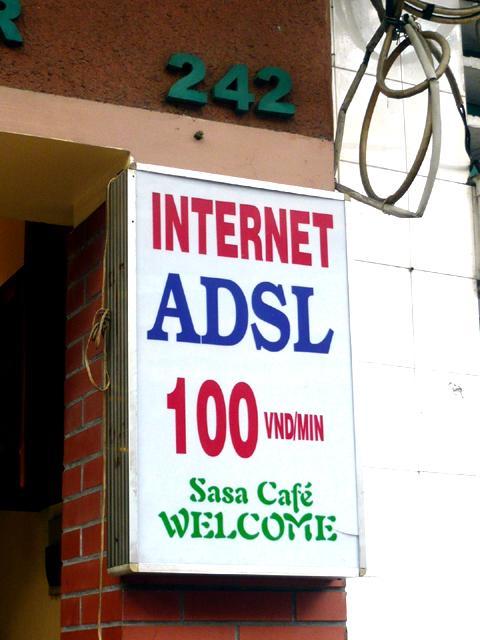 R
242
INTERNET
ADSL
100 VND/MIN
Sasa Café
WELCOME